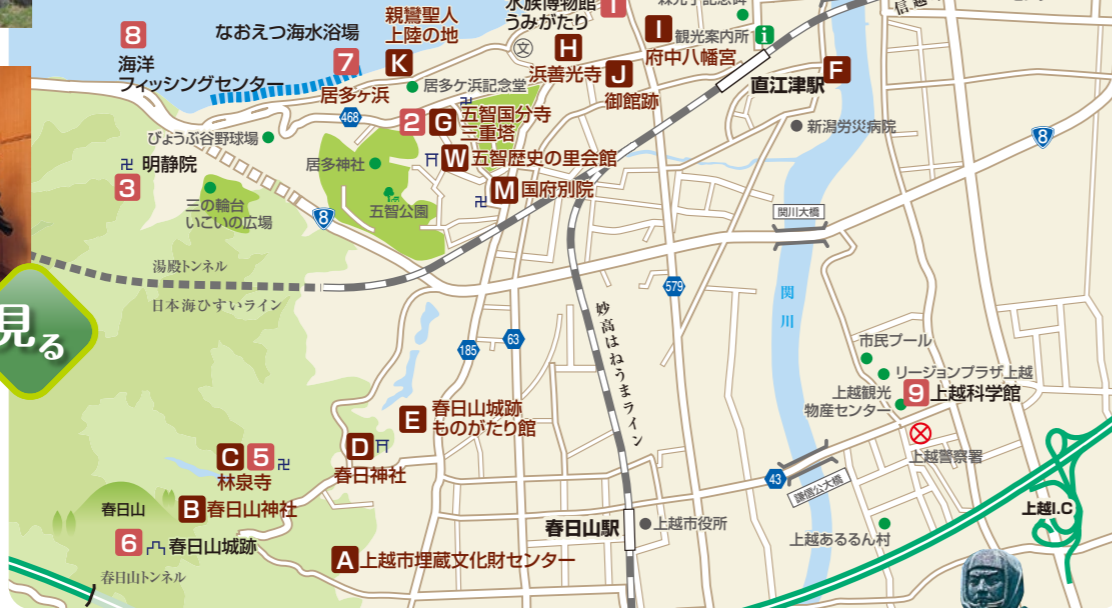 親鸞聖人
上陸の地
水族博物館
うみがたり
8
海洋
フィッシングセンター
なおえつ海水浴場
7
K
居多ヶ浜
H
浜善光寺
I
府中八幡宮
観光案内所
i
J
御館跡
直江津駅
F
居多ケ浜記念堂
468
2
G
五智国分寺
三重塔
新潟労災病院
8
びょうぶ谷野球場
明静院
3
居多神社
W
五智歴史の里会館
M
国府別院
三の輪台
いこいの広場
8
五智公園
関川大橋
湯殿トンネル
日本海ひすいライン
見る
579
関川
妙高はねうまライン
185
63
市民プール
リージョンプラザ上越
上越観光
物産センター
9
上越科学館
上越警察署
E
春日山城跡
ものがたり館
D
春日神社
C
5
林泉寺
43
謙信公大橋
上越I.C
春日山
B
春日山神社
6
春日山城跡
春日山トンネル
A
上越市埋蔵文化財センター
春日山駅
上越市役所
上越あるるん村
文